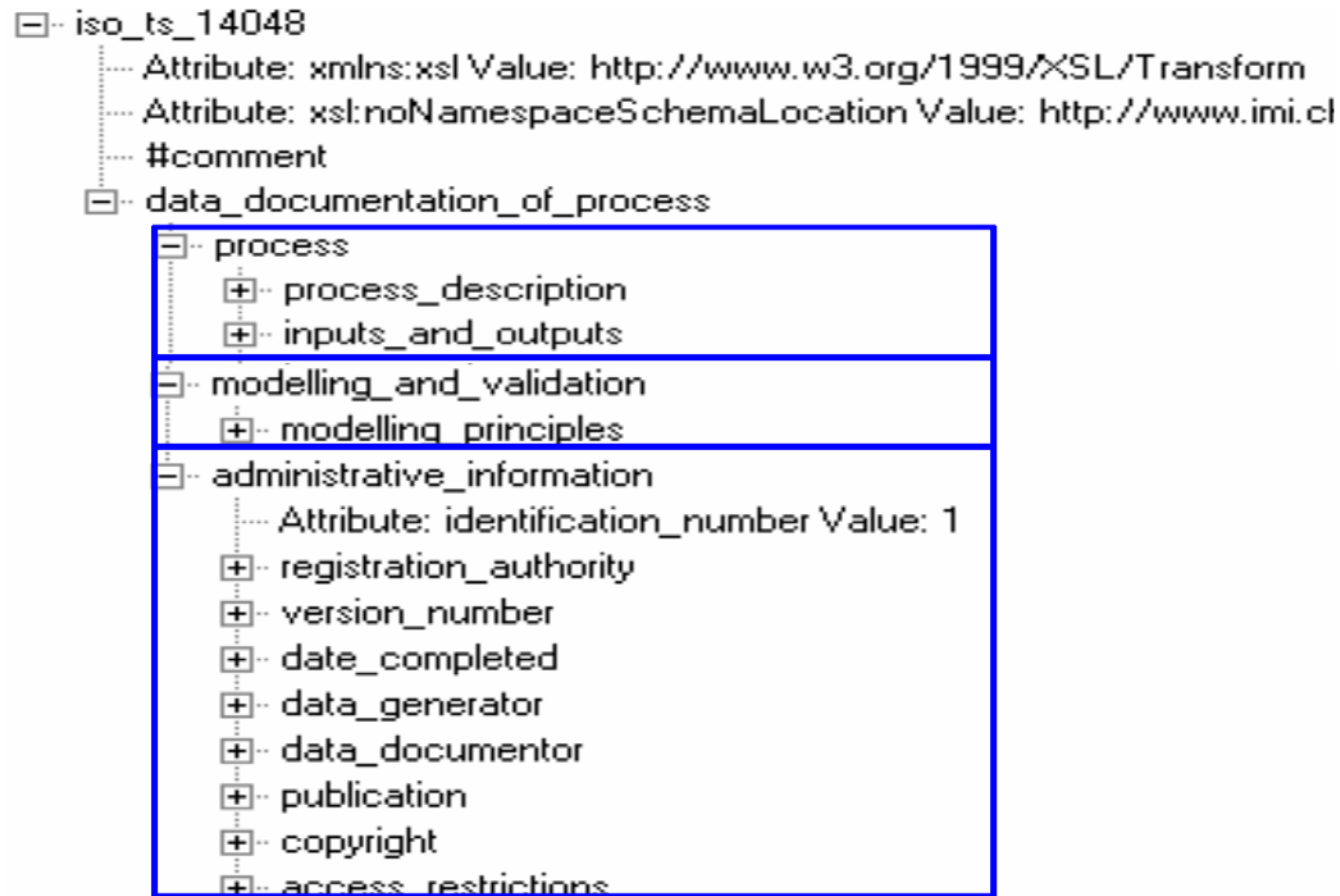 iso_ts_14048
Attribute: xmlns:xsl Value: http://www.w3.org/1999/XSL/Transform
Attribute: xsl:noNamespaceSchemaLocation Value: http://www.imi.cl
#comment
data_documentation_of_process
process
process_description
inputs_and_outputs
modelling_and_validation
modelling_principles
administrative_information
Attribute: identification_number Value: 1
registration_authority
version_number
date_completed
data_generator
data_documentor
publication
copyright
access_restrictions